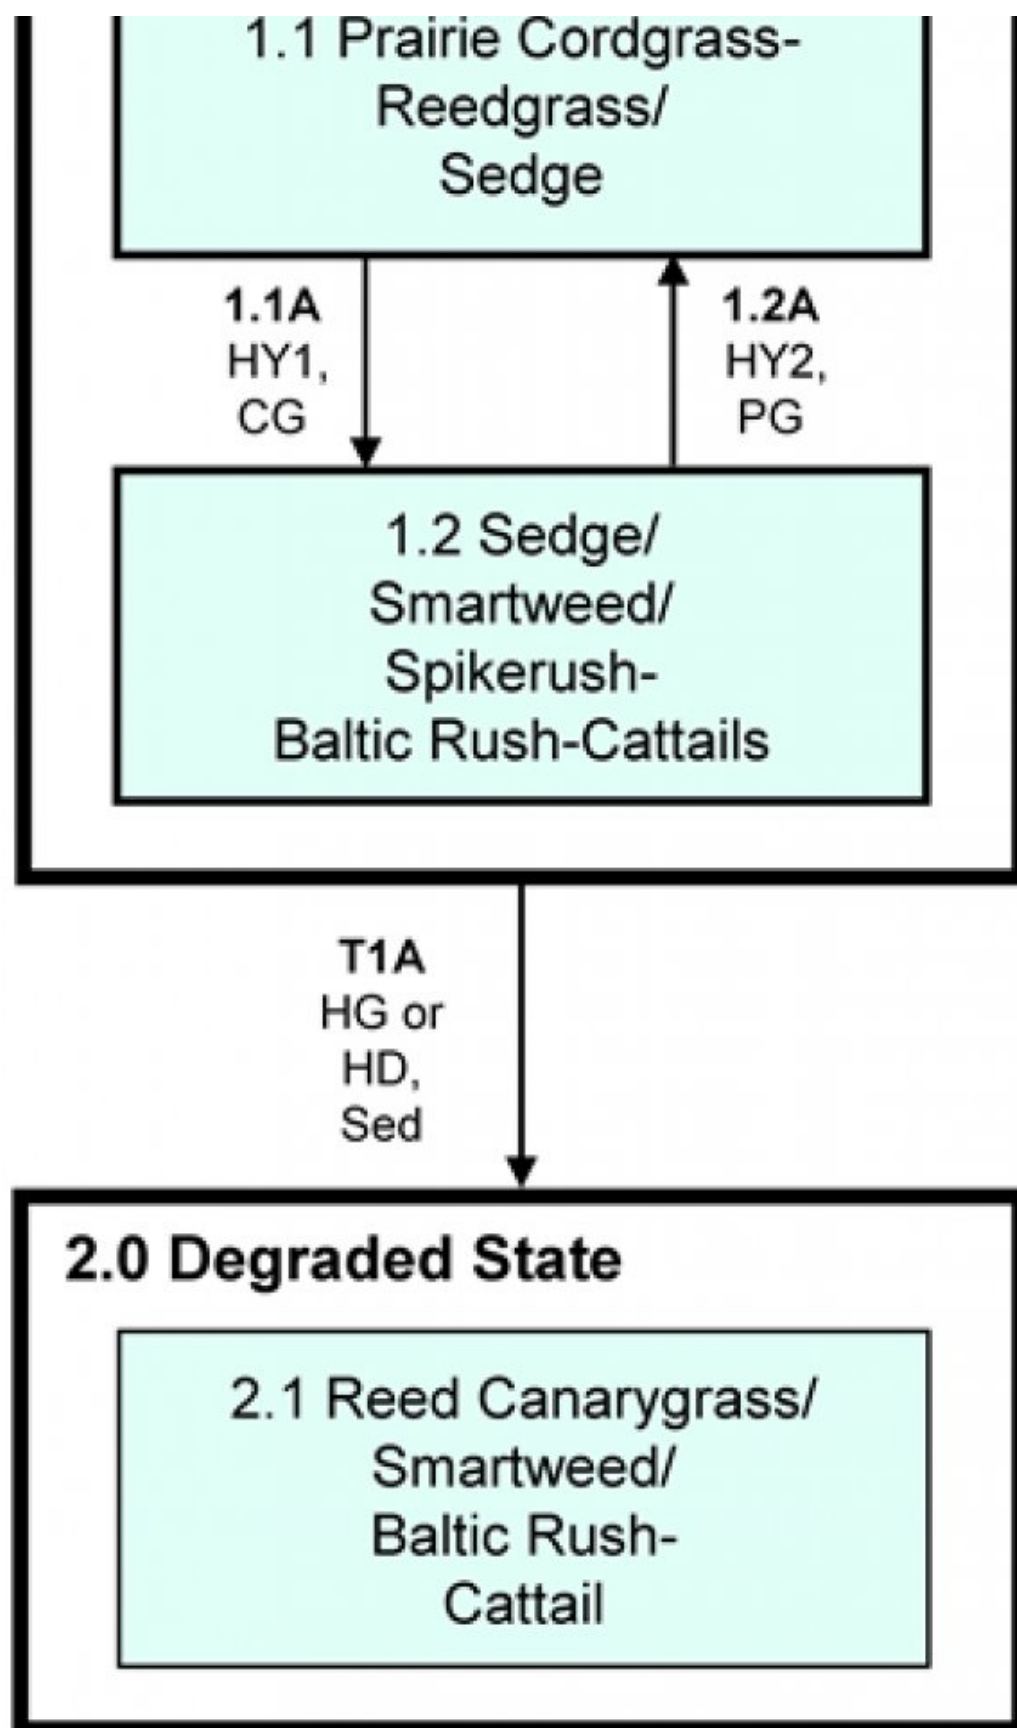 1.1 Prairie Cordgrass-
Reedgrass/
Sedge
1.1A
HY1,
CG
1.2A
HY2,
PG
1.2 Sedge/
Smartweed/
Spikerush-
Baltic Rush-Cattails
T1A
HG or
HD,
Sed
2.0 Degraded State
2.1 Reed Canarygrass/
Smartweed/
Baltic Rush-
Cattail